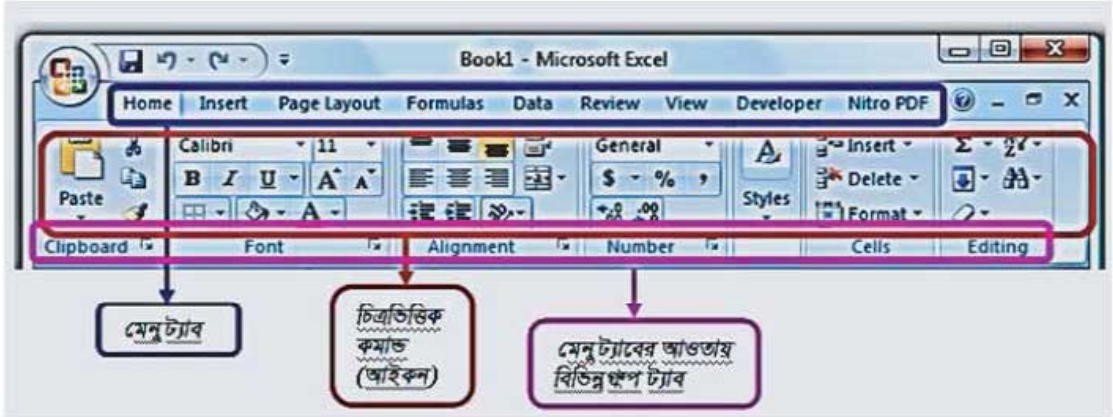 Book1 - Microsoft Excel
Home Insert Page Layout Formulas Data Review View Developer Nitro PDF
Calibri 11 General Insert
Paste B I U A A $ % , Styles Delete
A Format
Clipboard Font Alignment Number Cells Editing
মেনু ট্যাব
চিত্রভিত্তিক
কমান্ড
(আইকন)
মেনু ট্যাবের আওতায়
বিভিন্ন গ্রুপ ট্যাব